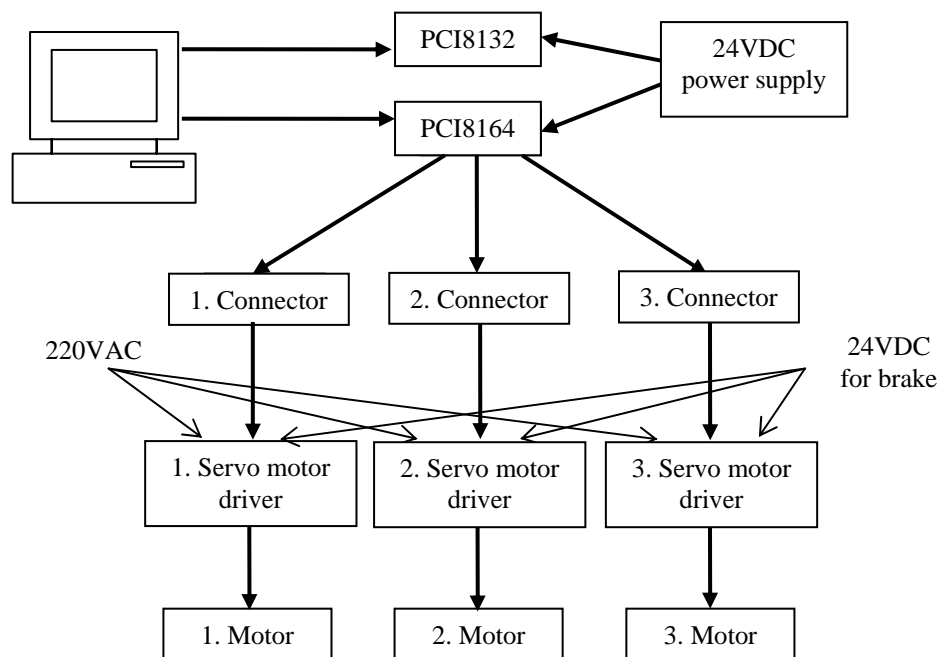 PCI8132
24VDC
power supply
PCI8164
1. Connector
2. Connector
3. Connector
220VAC
24VDC
for brake
1. Servo motor
driver
2. Servo motor
driver
3. Servo motor
driver
1. Motor
2. Motor
3. Motor